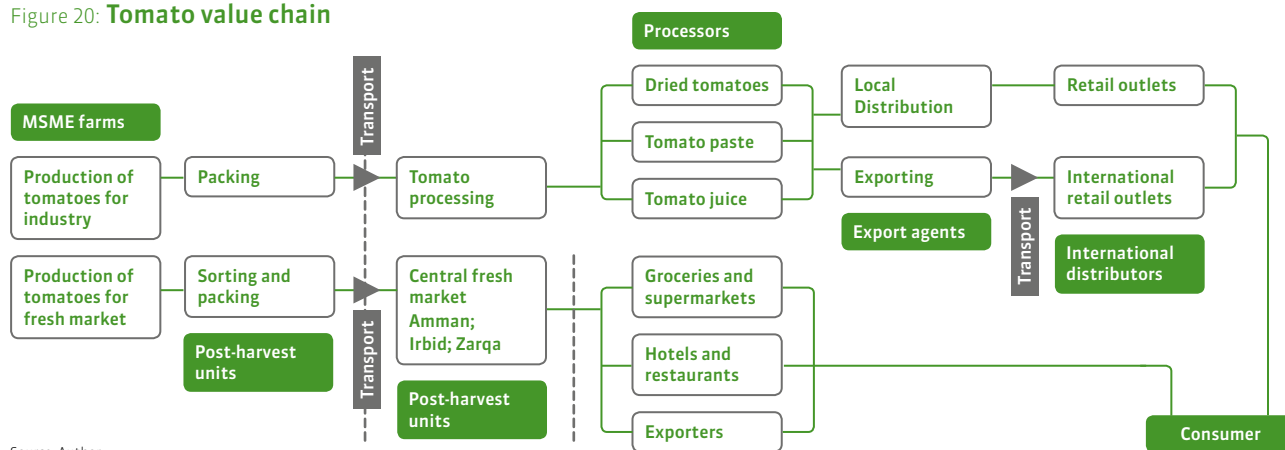 Figure 20: Tomato value chain
Processors
Transport
Dried tomatoes
Local
Distribution
Retail outlets
MSME farms
Tomato paste
Production of
tomatoes for
industry
Packing
Tomato
processing
Tomato juice
Exporting
International
retail outlets
Export agents
Transport
International
distributors
Production of
tomatoes for
fresh market
Sorting and
packing
Central fresh
market
Amman;
Irbid; Zarqa
Groceries and
supermarkets
Post-harvest
units
Transport
Hotels and
restaurants
Post-harvest
units
Exporters
Consumer